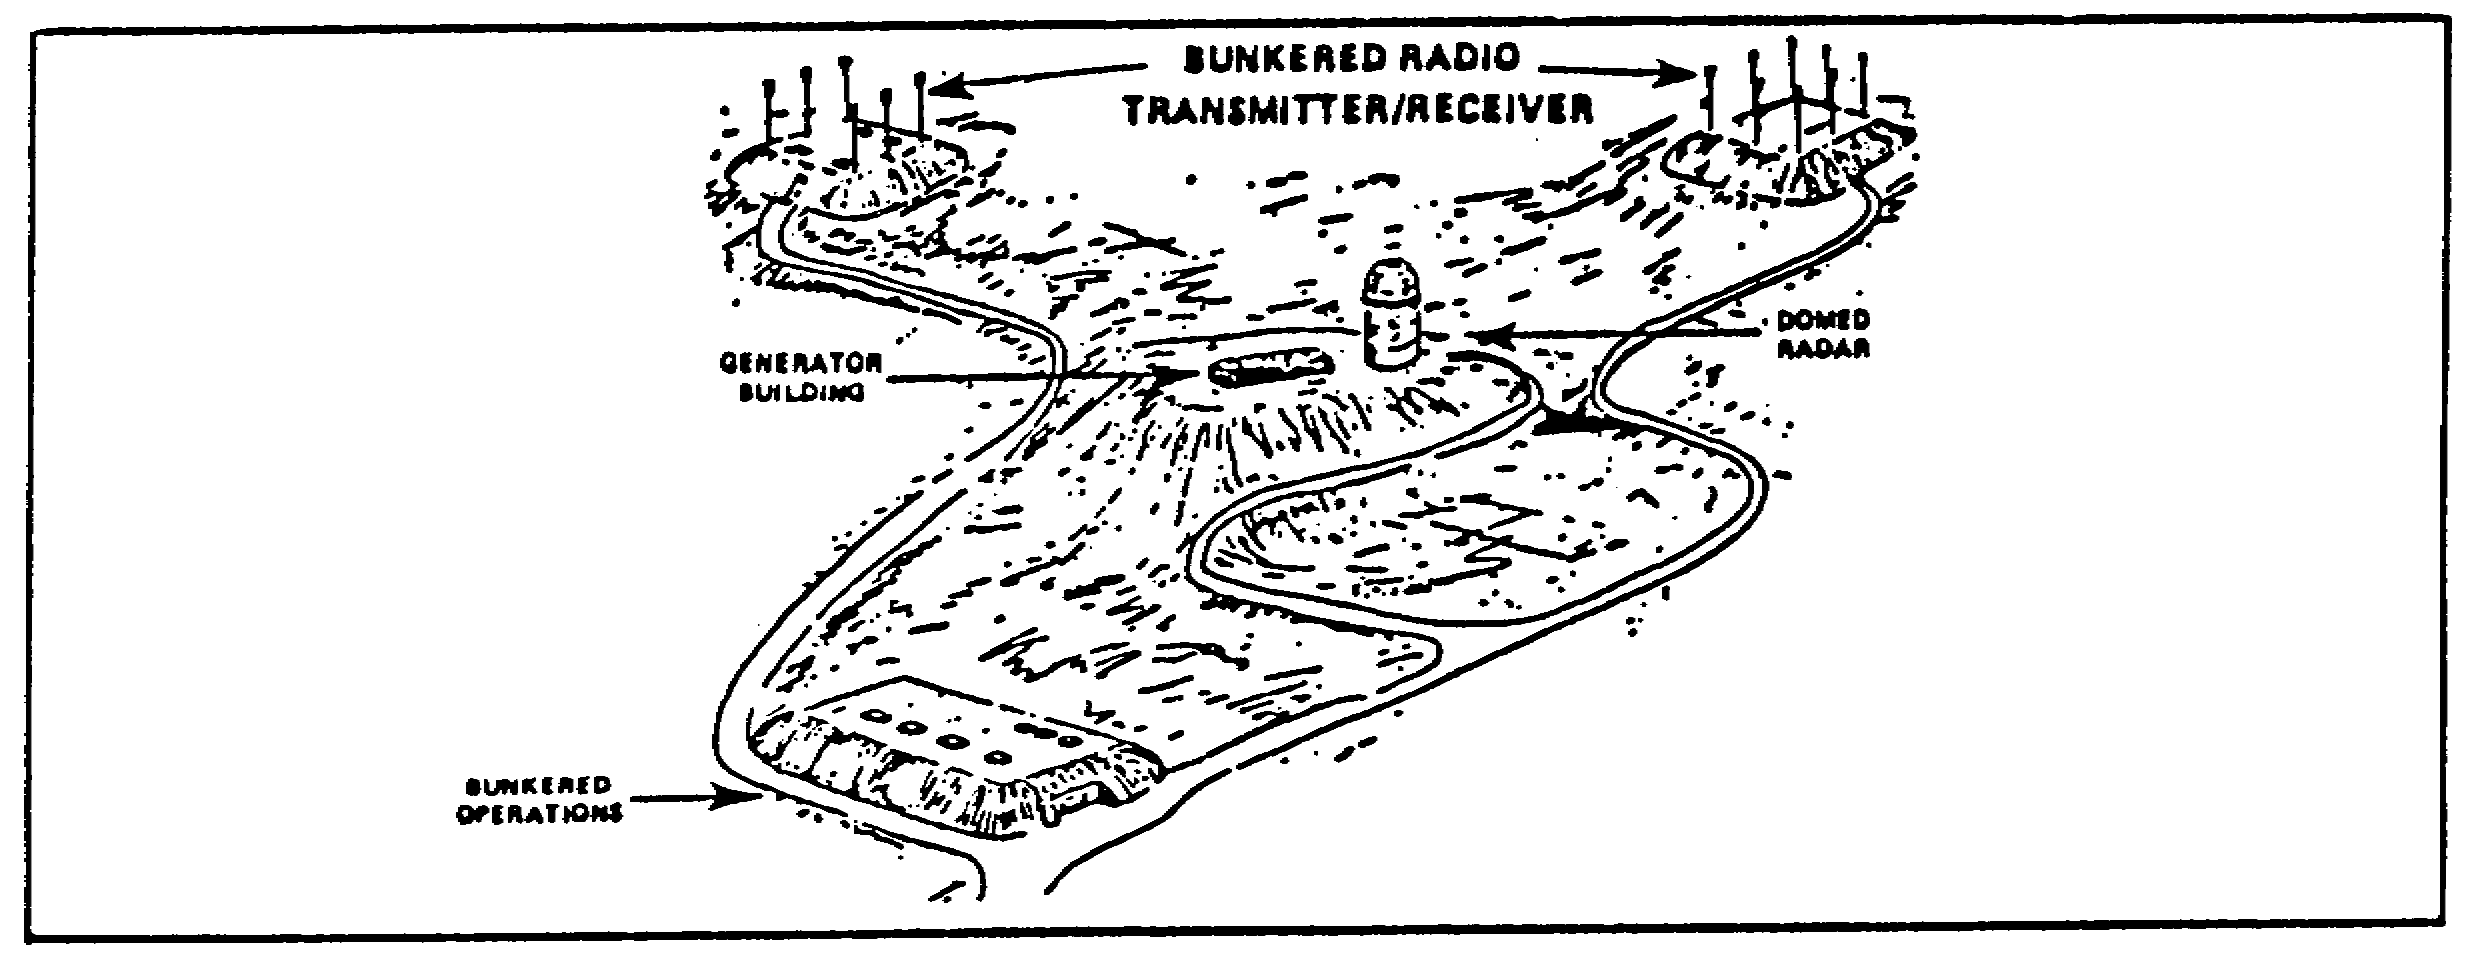 BUNKERED RADIO
TRANSMITTER/RECEIVER
DOMED
RADAR
GENERATOR
BUILDING
BUNKERED
OPERATIONS